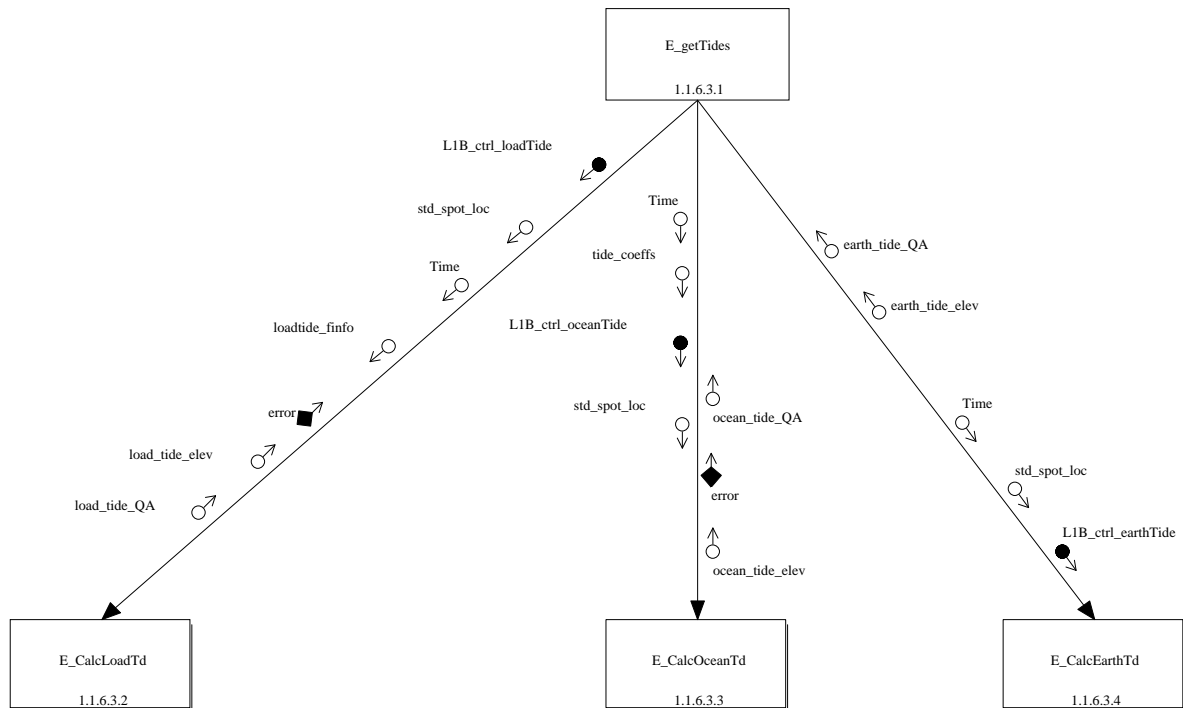 E_getTides
1.1.6.3.1
L1B_ctrl_loadTide
std_spot_loc
Time
loadtide_finfo
error
load_tide_elev
load_tide_QA
Time
tide_coeffs
L1B_ctrl_oceanTide
std_spot_loc
ocean_tide_QA
error
ocean_tide_elev
earth_tide_QA
earth_tide_elev
Time
std_spot_loc
L1B_ctrl_earthTide
E_CalcLoadTd
1.1.6.3.2
E_CalcOceanTd
1.1.6.3.3
E_CalcEarthTd
1.1.6.3.4